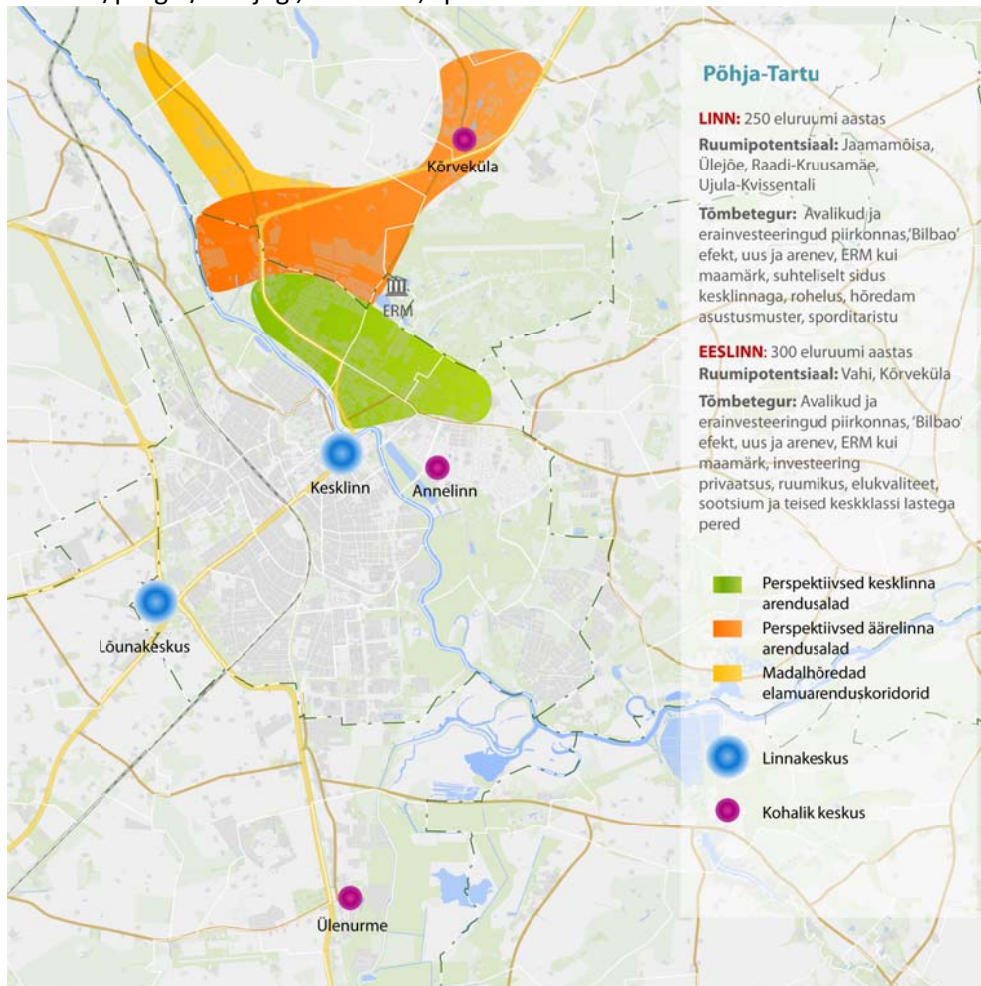 Põhja-Tartu
LINN: 250 eluruumi aastas
Ruumipotentsiaal: Jaamamõisa,
Ülejõe, Raadi-Kruusamäe,
Ujula-Kvissentali
Tõmbetegur: Avalikud ja
erainvesteeringud piirkonnas,'Bilbao'
efekt, uus ja arenev, ERM kui
maamärk, suhteliselt sidus
kesklinnaga, rohelus, hõredam
asustusmuster, sporditaristu
EESLINN: 300 eluruumi aastas
Ruumipotentsiaal: Vahi, Kõrveküla
Tõmbetegur: Avalikud ja
erainvesteeringud piirkonnas, 'Bilbao'
efekt, uus ja arenev, ERM kui
maamärk, investeering
privaatsus, ruumikus, elukvaliteet,
sootsium ja teised keskklassi lastega
pered
Perspektiivsed kesklinna
arendusalad
Perspektiivsed äärelinna
arendusalad
Madalhõredad
elamuarenduskoridorid
Linnakeskus
Kohalik keskus
Kõrveküla
ERM
Kesklinn
Annelinn
Lõunakeskus
Ülenurme